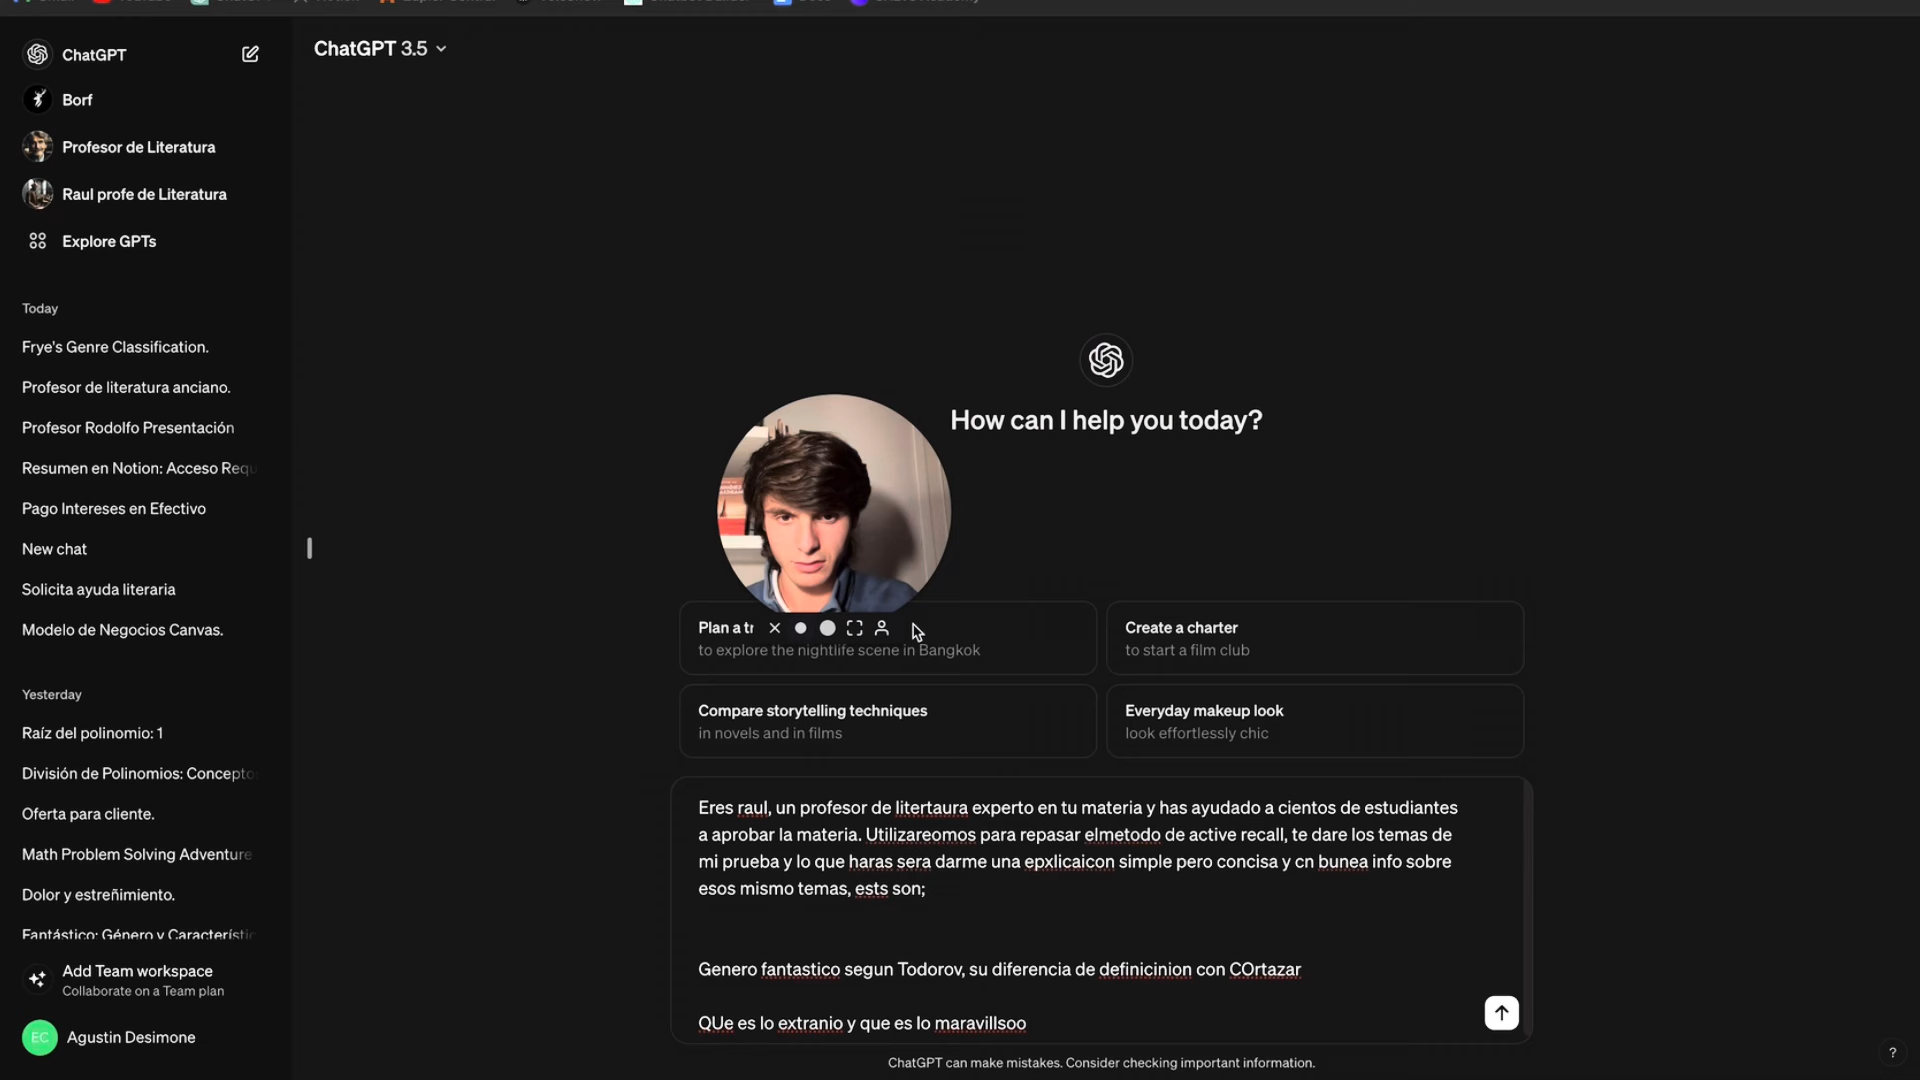 ChatGPT
Borf
Profesor de Literatura
Raul profe de Literatura
Explore GPTs
Today
Frye's Genre Classification.
Profesor de literatura anciano.
Profesor Rodolfo Presentación
Resumen en Notion: Acceso Requ
Pago Intereses en Efectivo
New chat
Solicita ayuda literaria
Modelo de Negocios Canvas.
Yesterday
Raíz del polinomio: 1
División de Polinomios: Concepto
Oferta para cliente.
Math Problem Solving Adventure
Dolor y estreñimiento.
Fantástico: Género y Característic
Add Team workspace
Collaborate on a Team plan
EC Agustin Desimone
ChatGPT 3.5
How can I help you today?
Plan a tr
to explore the nightlife scene in Bangkok
Create a charter
to start a film club
Compare storytelling techniques
in novels and in films
Everyday makeup look
look effortlessly chic
Eres raul, un profesor de litertaura experto en tu materia y has ayudado a cientos de estudiantes
a aprobar la materia. Utilizareomos para repasar elmetodo de active recall, te dare los temas de
mi prueba y lo que haras sera darme una epxlicaicon simple pero concisa y cn bunea info sobre
esos mismo temas, ests son;
Genero fantastico segun Todorov, su diferencia de definicinion con COrtazar
QUe es lo extranio y que es lo maravillsoo
ChatGPT can make mistakes. Consider checking important information.
?